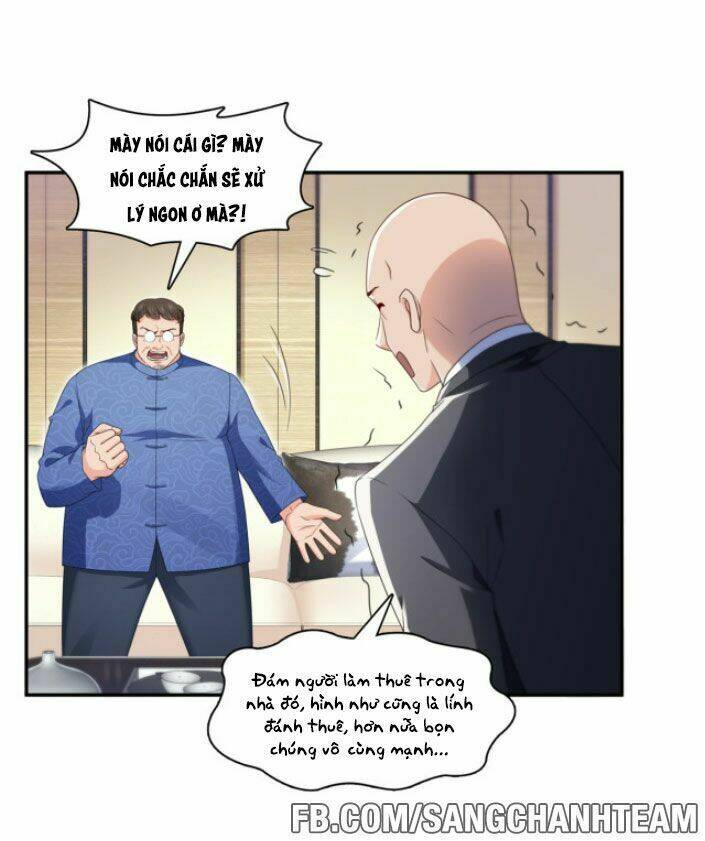 MÀY NÓI CÁI GÌ? MÀY
NÓI CHẮC CHẮN SẼ XỬ
LÝ NGON Ơ MÀ?!
Đám người làm thuê trong
nhà đó, hình như cũng là lính
đánh thuê, hơn nữa bọn
chúng vô cùng mạnh...
FB.COM/SANGCHANHTEAM